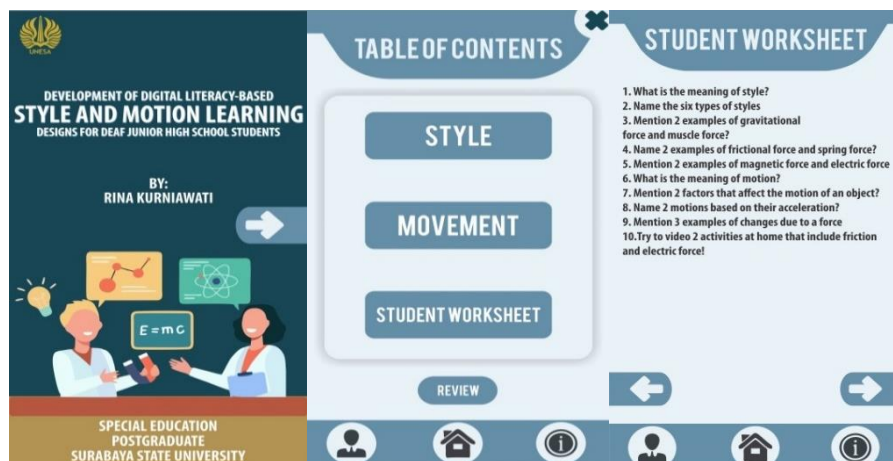 UNESA
DEVELOPMENT OF DIGITAL LITERACY-BASED
STYLE AND MOTION LEARNING
DESIGNS FOR DEAF JUNIOR HIGH SCHOOL STUDENTS
BY:
RINA KURNIAWATI
E=mc
SPECIAL EDUCATION
POSTGRADUATE
SURABAYA STATE UNIVERSITY
TABLE OF CONTENTS
STYLE
MOVEMENT
STUDENT WORKSHEET
REVIEW
STUDENT WORKSHEET
1. What is the meaning of style?
2. Name the six types of styles
3. Mention 2 examples of gravitational
force and muscle force?
4. Name 2 examples of frictional force and spring force?
5. Mention 2 examples of magnetic force and electric force
6. What is the meaning of motion?
7. Mention 2 factors that affect the motion of an object?
8. Name 2 motions based on their acceleration?
9. Mention 3 examples of changes due to a force
10.Try to video 2 activities at home that include friction
and electric force!